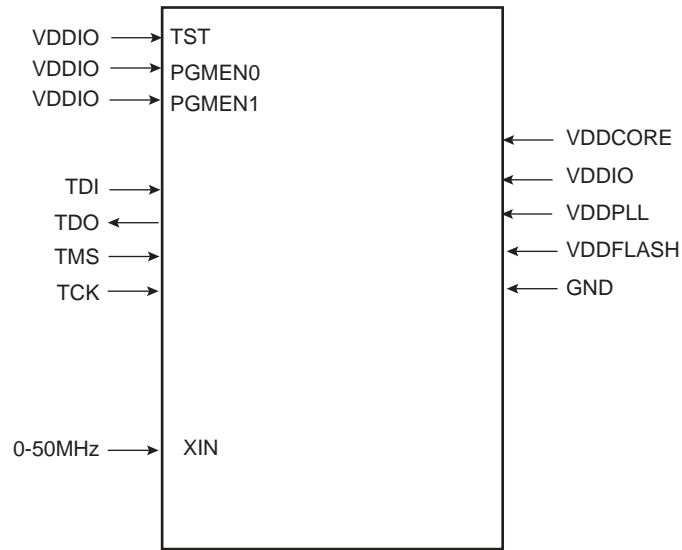 VDDIO TST
VDDIO PGMEN0
VDDIO PGMEN1
VDDCORE
VDDIO
TDI
VDDPLL
TDO
VDDFLASH
TMS
GND
TCK
0-50MHz XIN